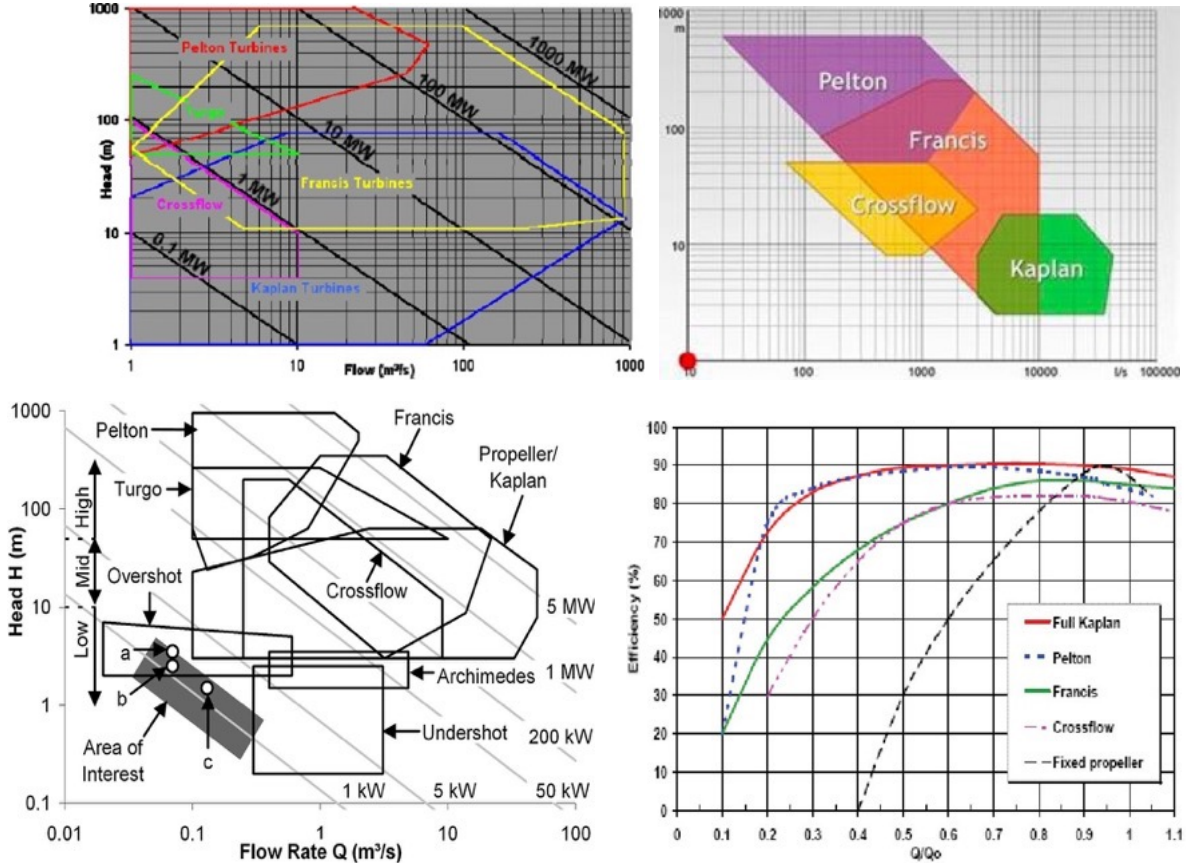 1000
Pelton Turbines
1000 MW
100 MW
Turgo
100
10 MW
Head (m)
Francis Turbines
1 MW
Crossflow
10
0.1 MW
Kaplan Turbines
1
1
10
100
1000
Flow (m³/s)
1000
m
Pelton
100
Francis
Crossflow
10
Kaplan
10
100
1000
10000
l/s
100000
1000
Pelton
Francis
Propeller/
Kaplan
Turgo
100
High
Head H (m)
Mid
Overshot
Crossflow
10
5 MW
Low
a
Archimedes
1 MW
b
1
Undershot
200 kW
Area of
Interest
c
0.1
1 kW
5 kW
50 kW
0.01
0.1
1
10
100
Flow Rate Q (m³/s)
100
90
80
70
60
50
40
30
20
10
0
Efficiency (%)
Full Kaplan
Pelton
Francis
Crossflow
Fixed propeller
0
0.1
0.2
0.3
0.4
0.5
0.6
0.7
0.8
0.9
1
1.1
Q/Qo